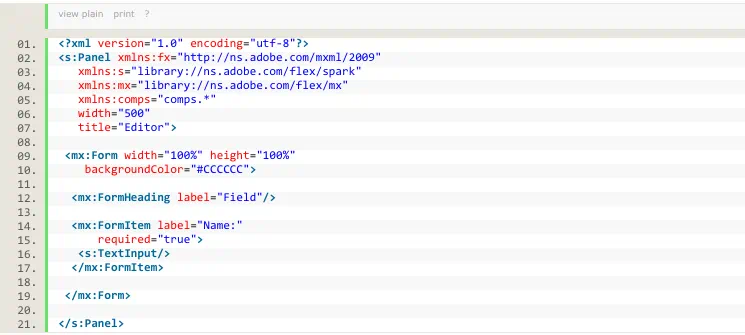 view plain print ?
01. <?xml version="1.0" encoding="utf-8"?>
02. <s:Panel xmlns:fx="http://ns.adobe.com/mxml/2009"
03. xmlns:s="library://ns.adobe.com/flex/spark"
04. xmlns:mx="library://ns.adobe.com/flex/mx"
05. xmlns:comps="comps.*"
06. width="500"
07. title="Editor">
08.
09. <mx:Form width="100%" height="100%"
10. backgroundColor="#CCCCCC">
11.
12. <mx:FormHeading label="Field"/>
13.
14. <mx:FormItem label="Name:"
15. required="true">
16. <s:TextInput/>
17. </mx:FormItem>
18.
19. </mx:Form>
20.
21. </s:Panel>